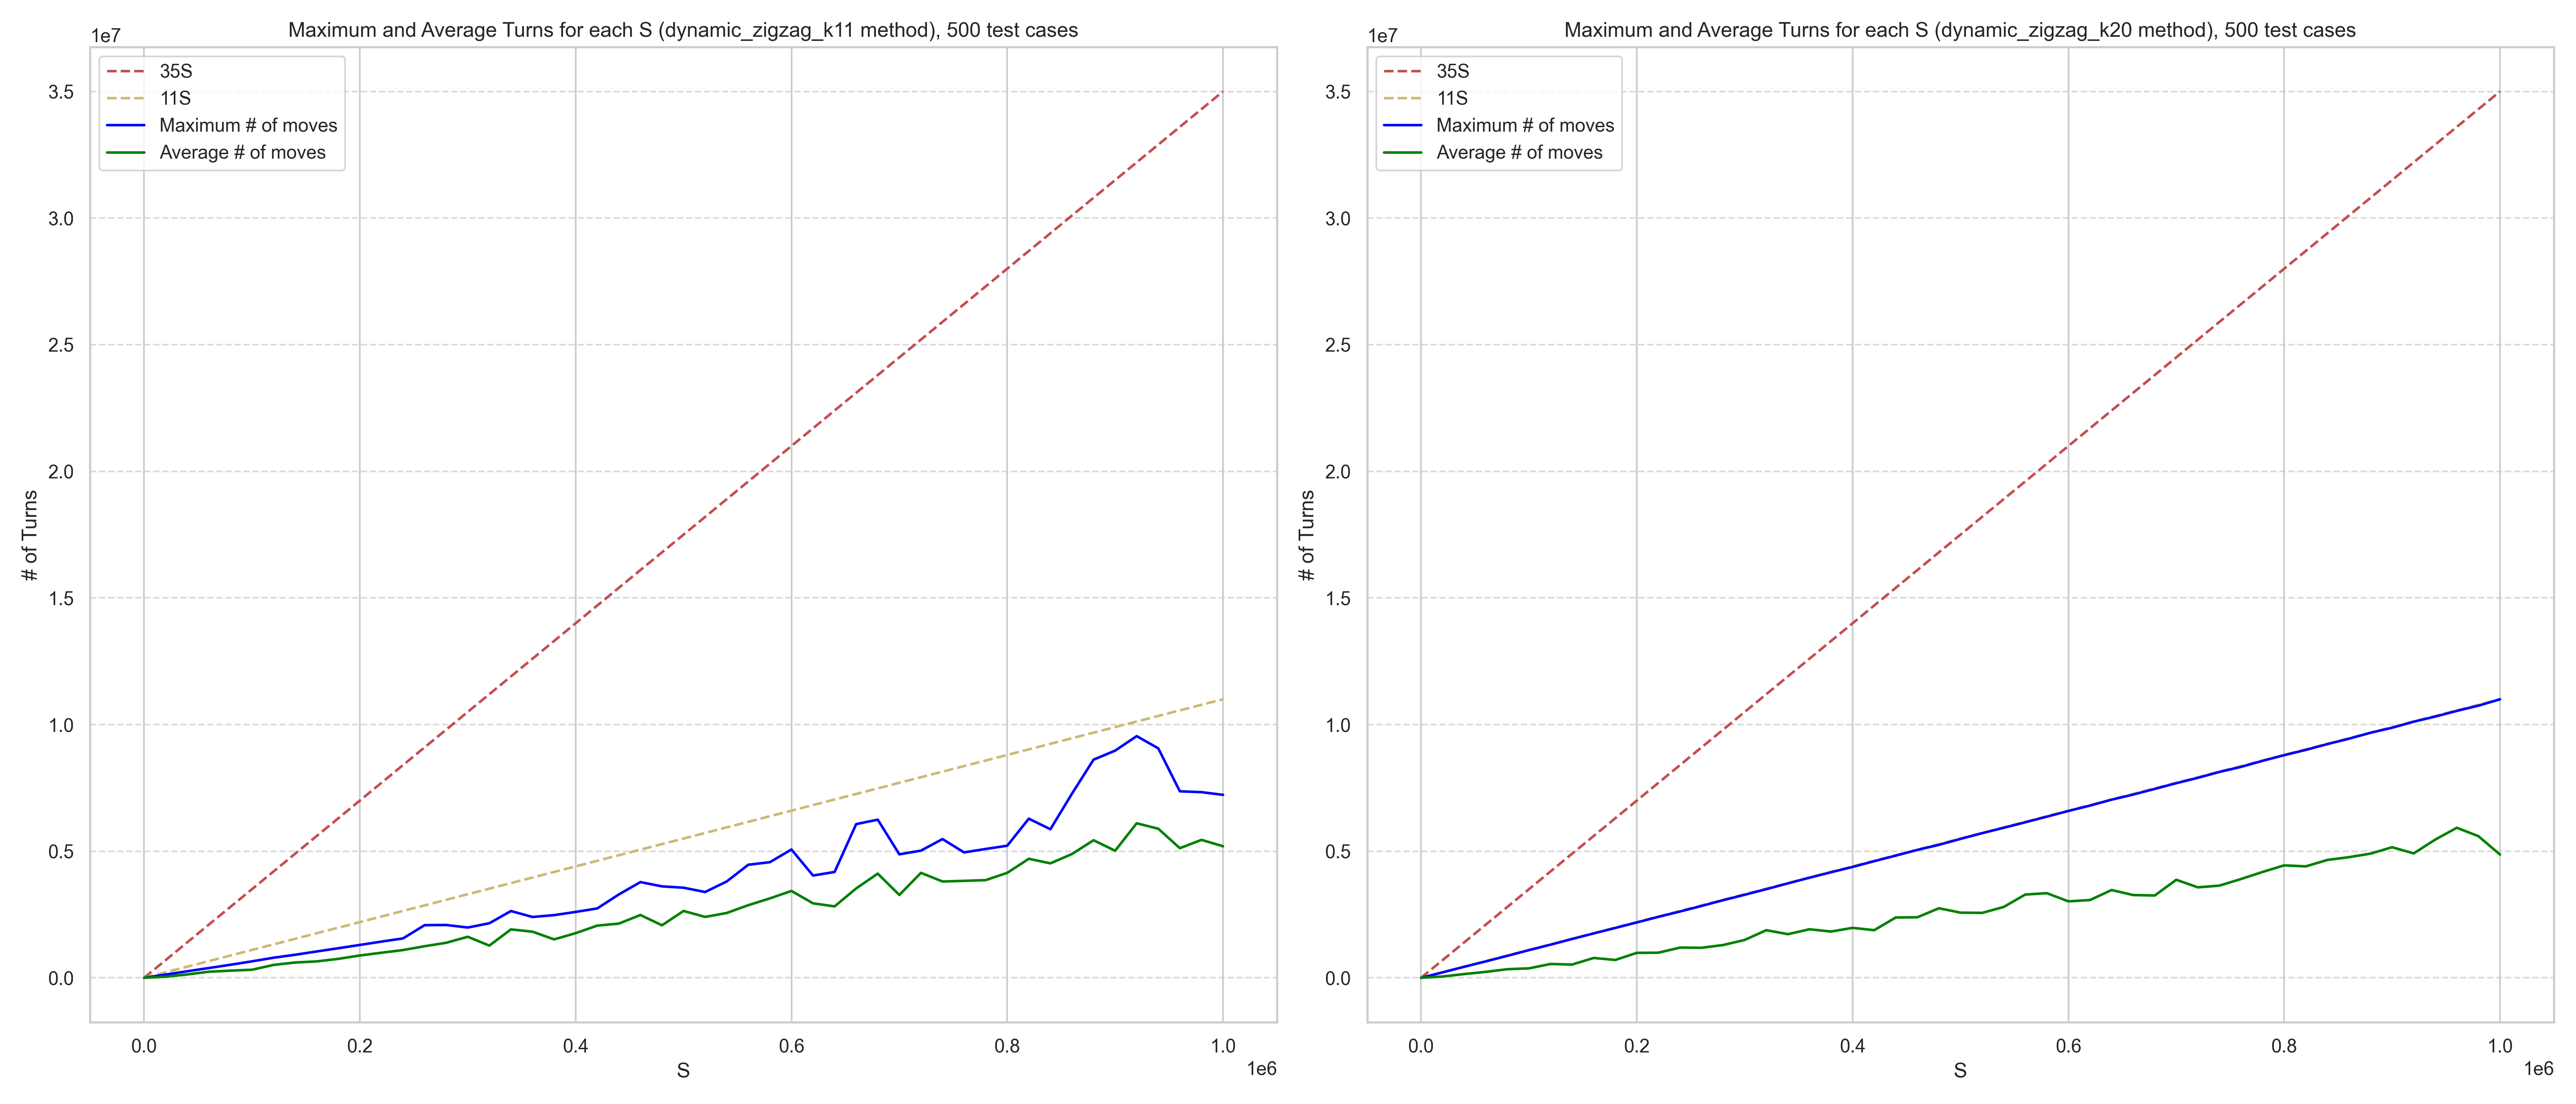 Maximum and Average Turns for each S (dynamic_zigzag_k11 method), 500 test cases
1e7
35S
11S
Maximum # of moves
Average # of moves
3.5
3.0
2.5
2.0
1.5
1.0
0.5
0.0
# of Turns
0.0 0.2 0.4 0.6 0.8 1.0
S
1e6
Maximum and Average Turns for each S (dynamic_zigzag_k20 method), 500 test cases
1e7
35S
11S
Maximum # of moves
Average # of moves
3.5
3.0
2.5
2.0
1.5
1.0
0.5
0.0
# of Turns
0.0 0.2 0.4 0.6 0.8 1.0
S
1e6